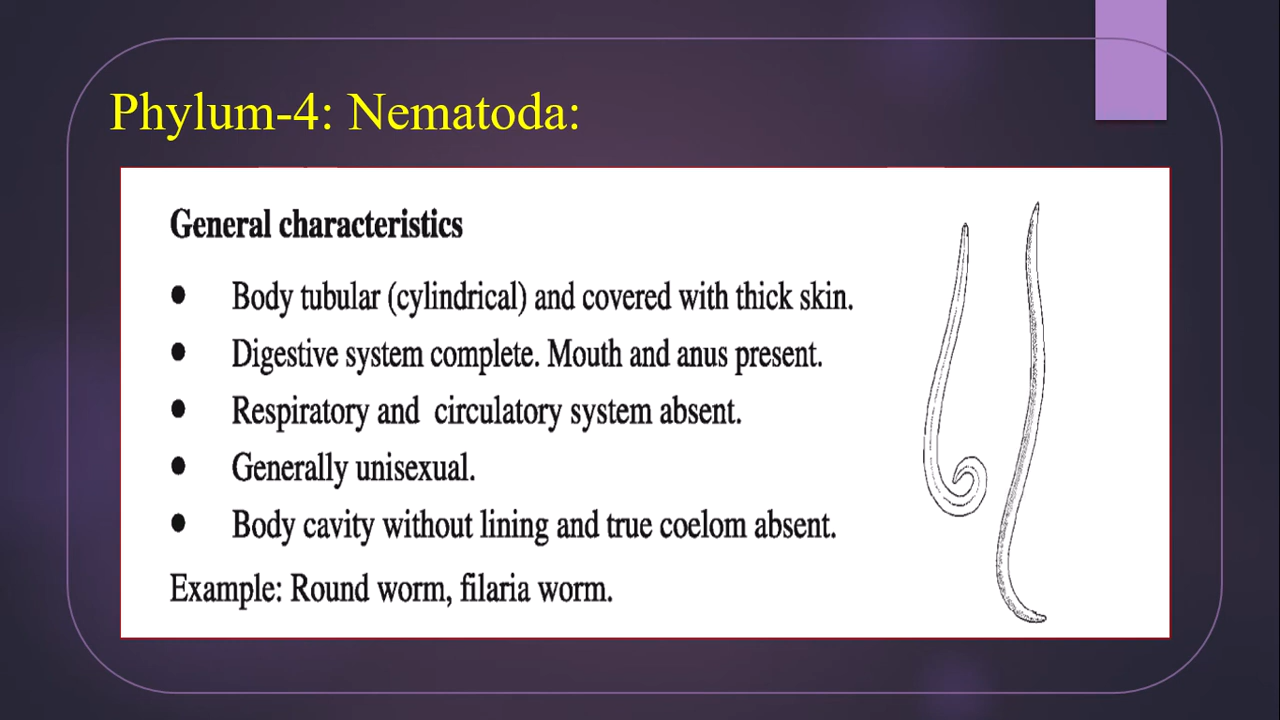 Phylum-4: Nematoda:
General characteristics
● Body tubular (cylindrical) and covered with thick skin.
● Digestive system complete. Mouth and anus present.
● Respiratory and circulatory system absent.
● Generally unisexual.
● Body cavity without lining and true coelom absent.
Example: Round worm, filaria worm.